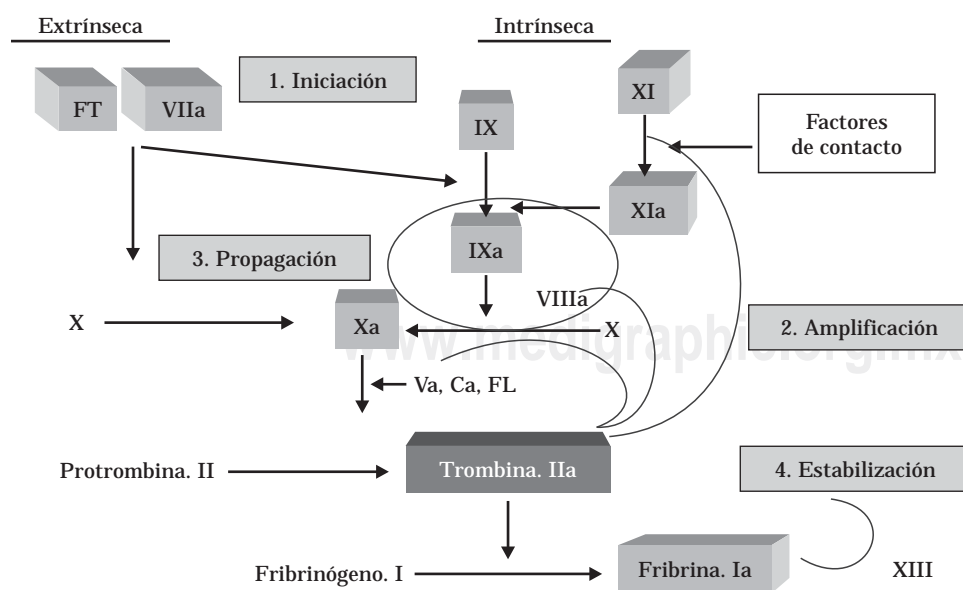 Extrínseca
Intrínseca
1. Iniciación
FT
VIIa
IX
XI
Factores
de contacto
XIa
IXa
3. Propagación
VIIIa
X
Xa
X
2. Amplificación
www.medigraphic.org.mx
Va, Ca, FL
Protrombina. II
Trombina. IIa
4. Estabilización
Fribrinógeno. I
Fribrina. Ia
XIII